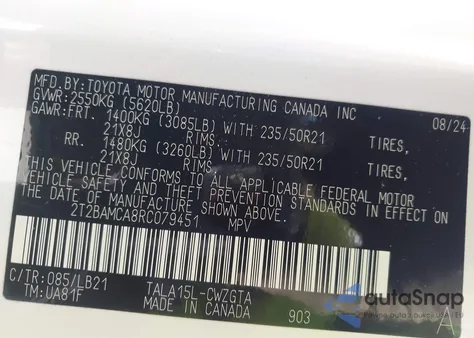 MFD. BY: TOYOTA MOTOR MANUFACTURING CANADA INC 08/24
GVWR: 2550KG (5620LB)
GAWR: FRT. 1400KG (3085LB) WITH 235/50R21 TIRES,
21X8J RIMS.
RR. 1480KG (3260LB) WITH 235/50R21 TIRES,
21X8J RIMS.
THIS VEHICLE CONFORMS TO ALL APPLICABLE FEDERAL MOTOR
VEHICLE SAFETY AND THEFT PREVENTION STANDARDS IN EFFECT
ON THE DATE OF MANUFACTURE SHOWN ABOVE.
2T2BAMCA8RC079451 MPV
C/TR: 085/LB21 TALA15L-CWZGTA
TM: UA81F MADE IN CANADA 903 A
autoSnap